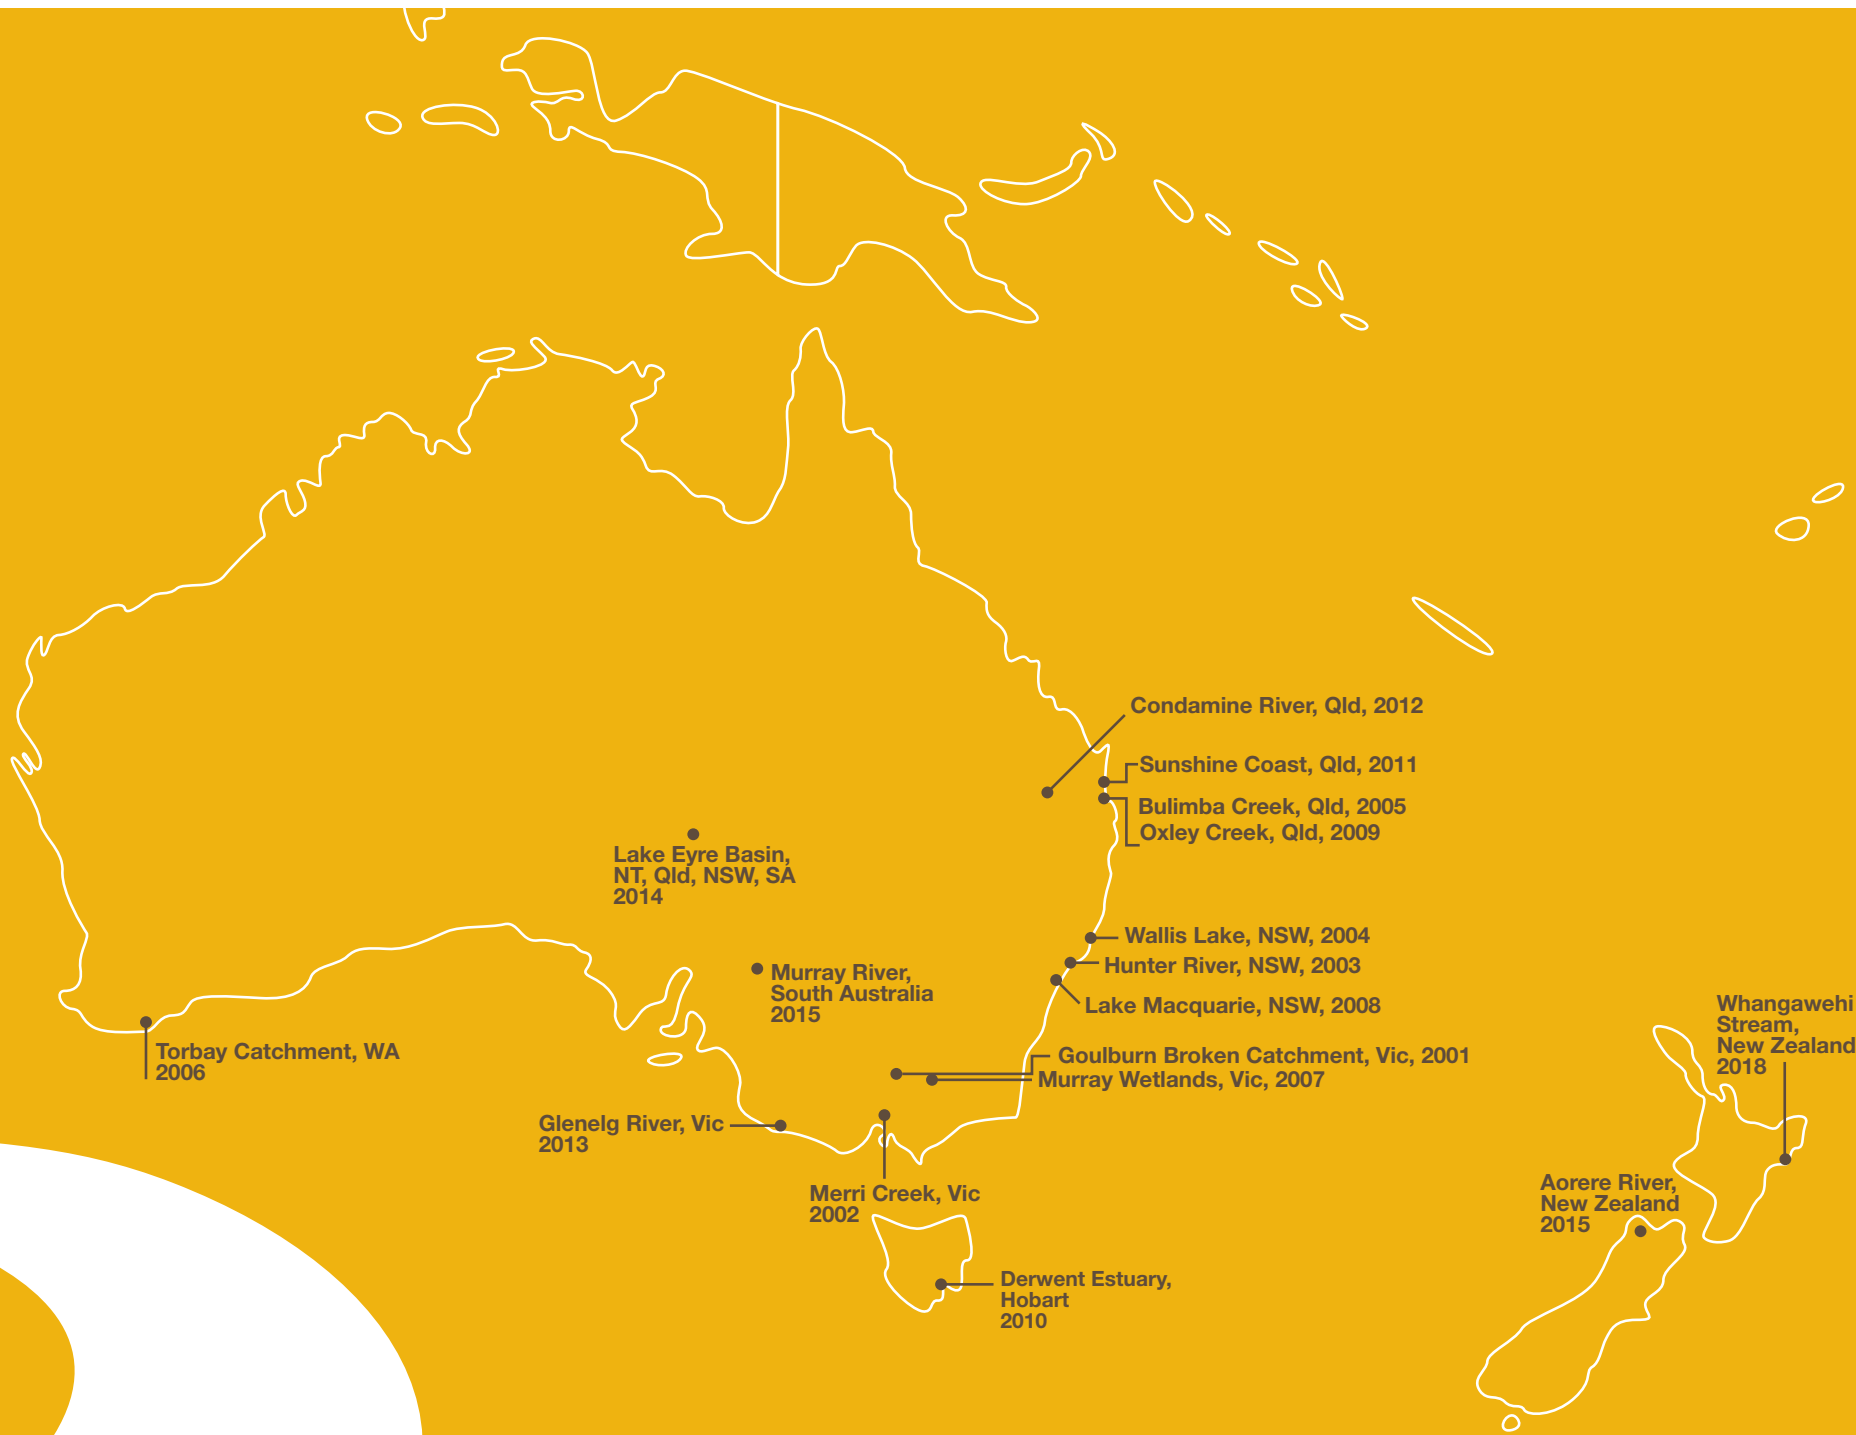 Condamine River, Qld, 2012
Sunshine Coast, Qld, 2011
Bulimba Creek, Qld, 2005
Oxley Creek, Qld, 2009
Lake Eyre Basin,
NT, Qld, NSW, SA
2014
Wallis Lake, NSW, 2004
Hunter River, NSW, 2003
Murray River,
South Australia
2015
Lake Macquarie, NSW, 2008
Whangawehi
Stream,
New Zealand
2018
Torbay Catchment, WA
2006
Goulburn Broken Catchment, Vic, 2001
Murray Wetlands, Vic, 2007
Glenelg River, Vic
2013
Merri Creek, Vic
2002
Aorere River,
New Zealand
2015
Derwent Estuary,
Hobart
2010